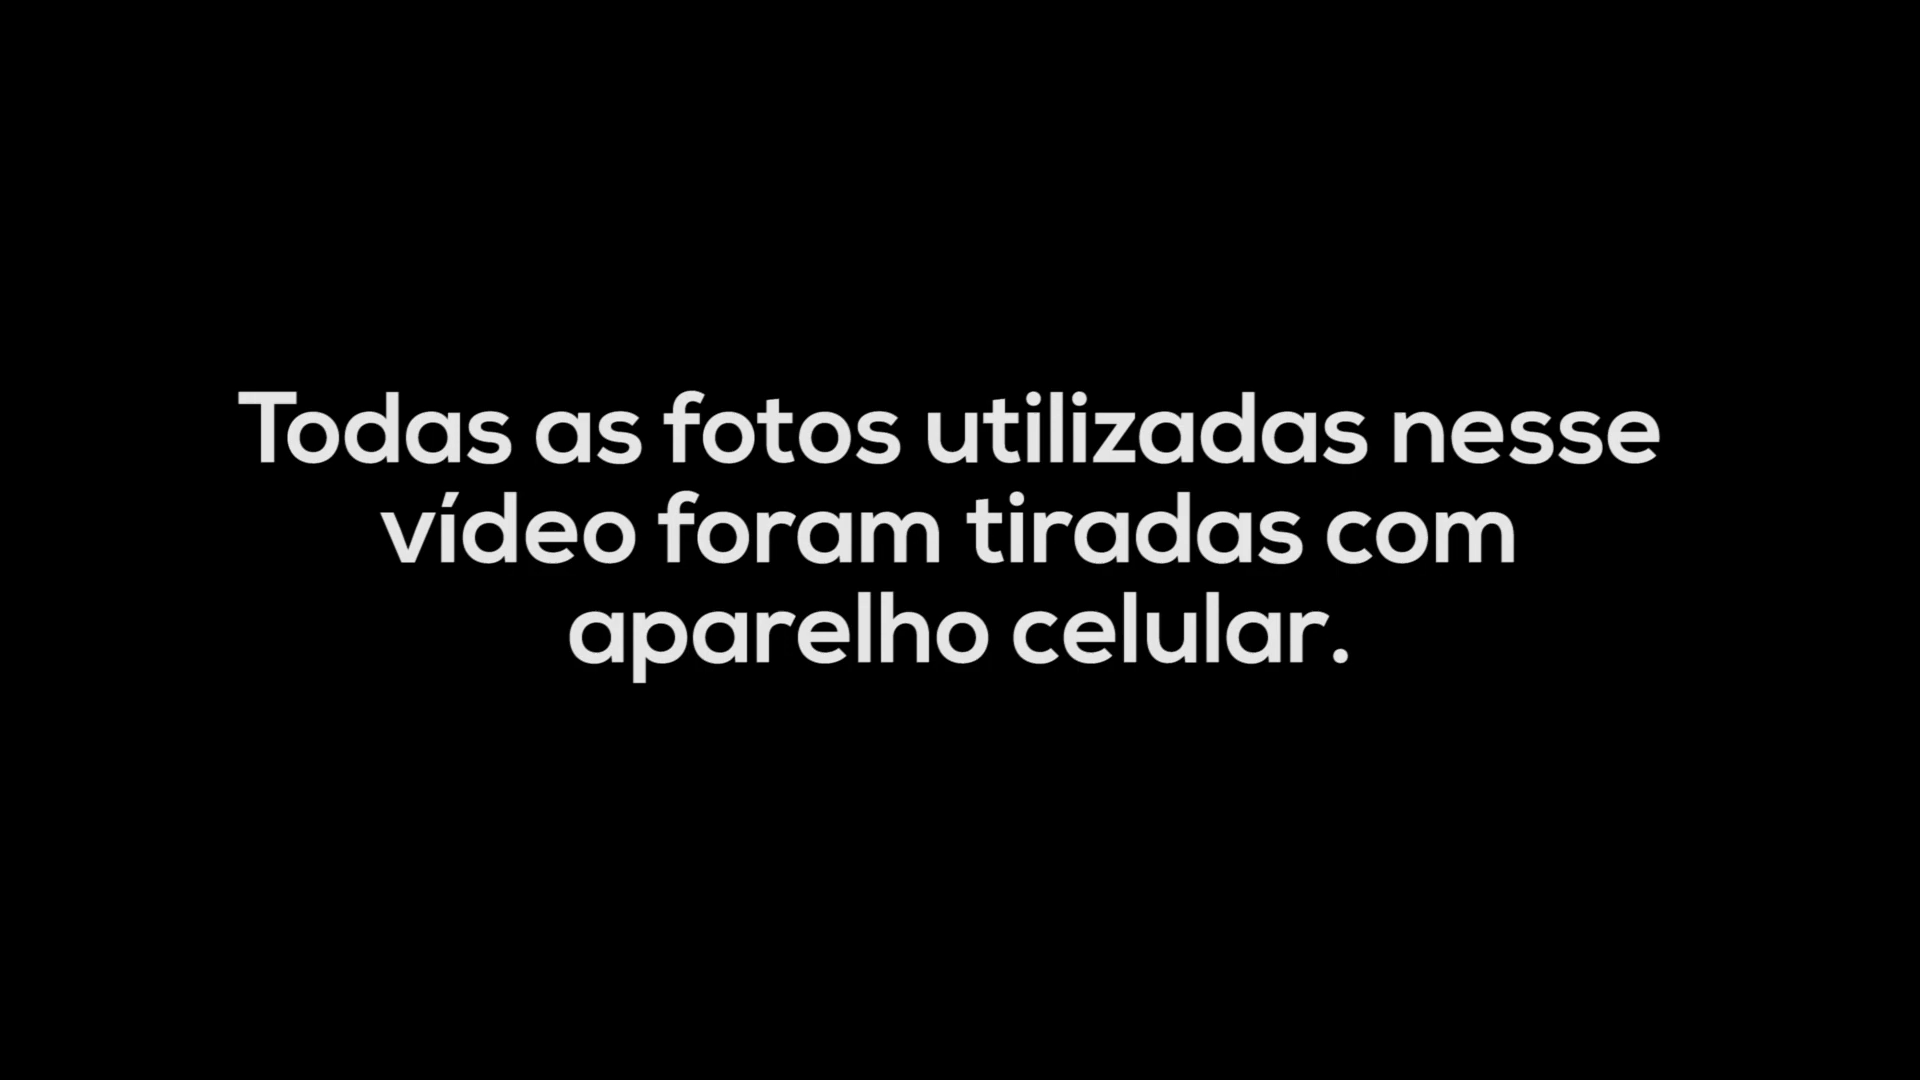 Todas as fotos utilizadas nesse
vídeo foram tiradas com
aparelho celular.